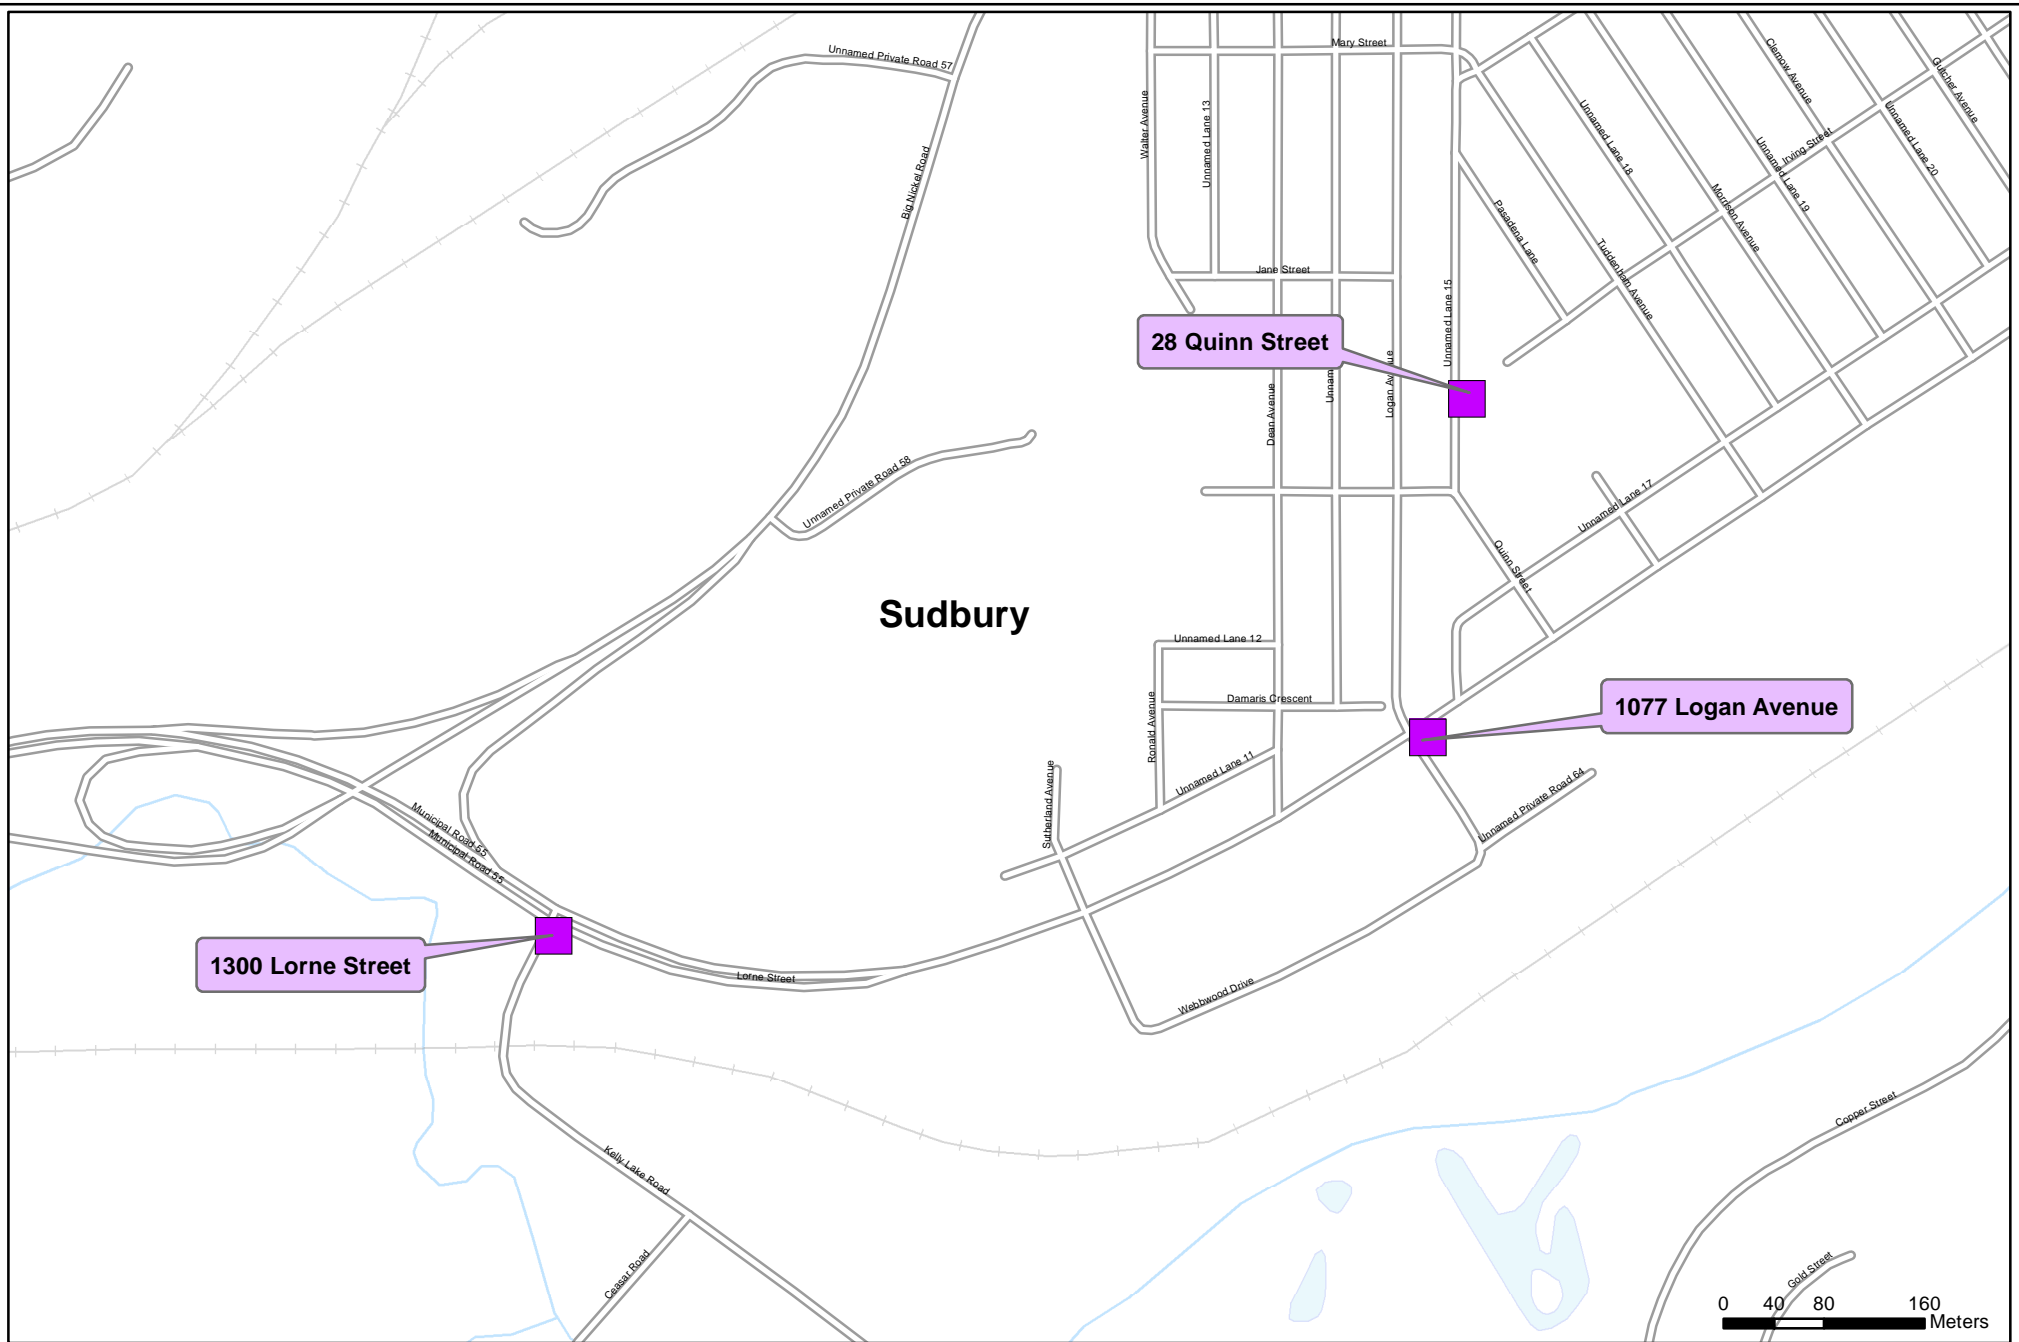 Unnamed Private Road 57
Mary Street
Clemow Avenue
Gutcher Avenue
Walter Avenue
Unnamed Lane 13
Unnamed Lane 18
Unnamed Lane 20
Irving Street
Unnamed Lane 19
Big Nickel Road
Pasadena Lane
Morrison Avenue
Tuddenham Avenue
Jane Street
Unnamed Lane 15
28 Quinn Street
Unnam
Logan Avenue
Dean Avenue
Unnamed Private Road 58
Unnamed Lane 17
Quinn Street
Sudbury
Unnamed Lane 12
Damaris Crescent
Ronald Avenue
1077 Logan Avenue
Unnamed Lane 11
Sutherland Avenue
Unnamed Private Road 64
Municipal Road 55
Municipal Road 55
1300 Lorne Street
Lorne Street
Webbwood Drive
Copper Street
Kelly Lake Road
Ceasar Road
Gold Street
0 40 80 160
Meters